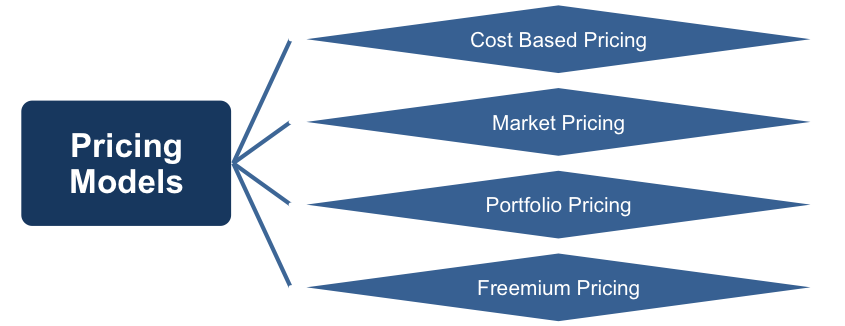 Pricing
Models
Cost Based Pricing
Market Pricing
Portfolio Pricing
Freemium Pricing